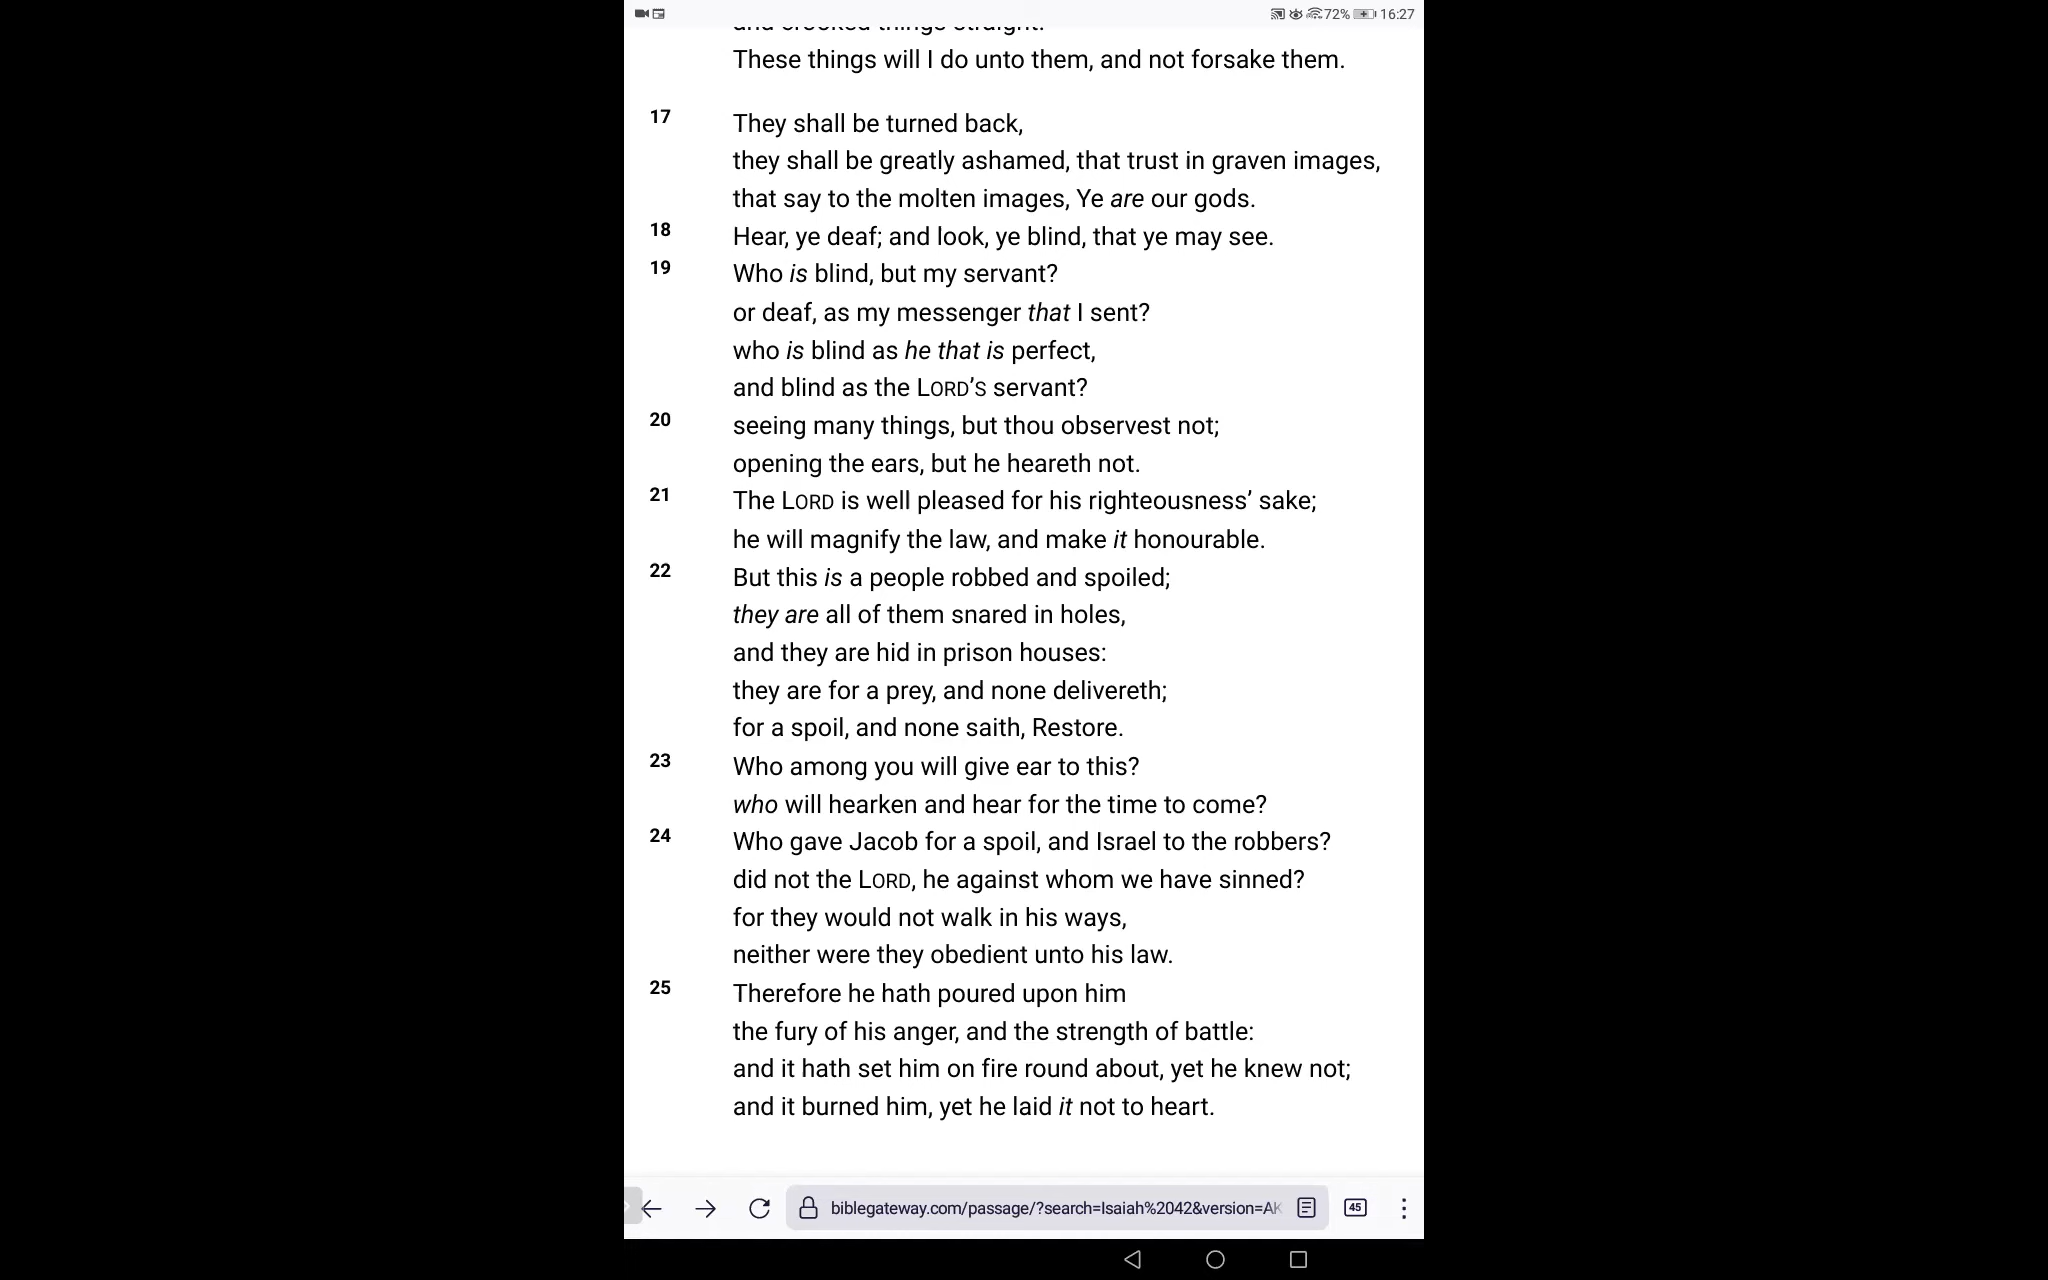 72% 16:27
and crooked things straight.
These things will I do unto them, and not forsake them.
17 They shall be turned back,
they shall be greatly ashamed, that trust in graven images,
that say to the molten images, Ye are our gods.
18 Hear, ye deaf; and look, ye blind, that ye may see.
19 Who is blind, but my servant?
or deaf, as my messenger that I sent?
who is blind as he that is perfect,
and blind as the LORD’S servant?
20 seeing many things, but thou observest not;
opening the ears, but he heareth not.
21 The LORD is well pleased for his righteousness’ sake;
he will magnify the law, and make it honourable.
22 But this is a people robbed and spoiled;
they are all of them snared in holes,
and they are hid in prison houses:
they are for a prey, and none delivereth;
for a spoil, and none saith, Restore.
23 Who among you will give ear to this?
who will hearken and hear for the time to come?
24 Who gave Jacob for a spoil, and Israel to the robbers?
did not the LORD, he against whom we have sinned?
for they would not walk in his ways,
neither were they obedient unto his law.
25 Therefore he hath poured upon him
the fury of his anger, and the strength of battle:
and it hath set him on fire round about, yet he knew not;
and it burned him, yet he laid it not to heart.
biblegateway.com/passage/?search=Isaiah%2042&version=AK 45